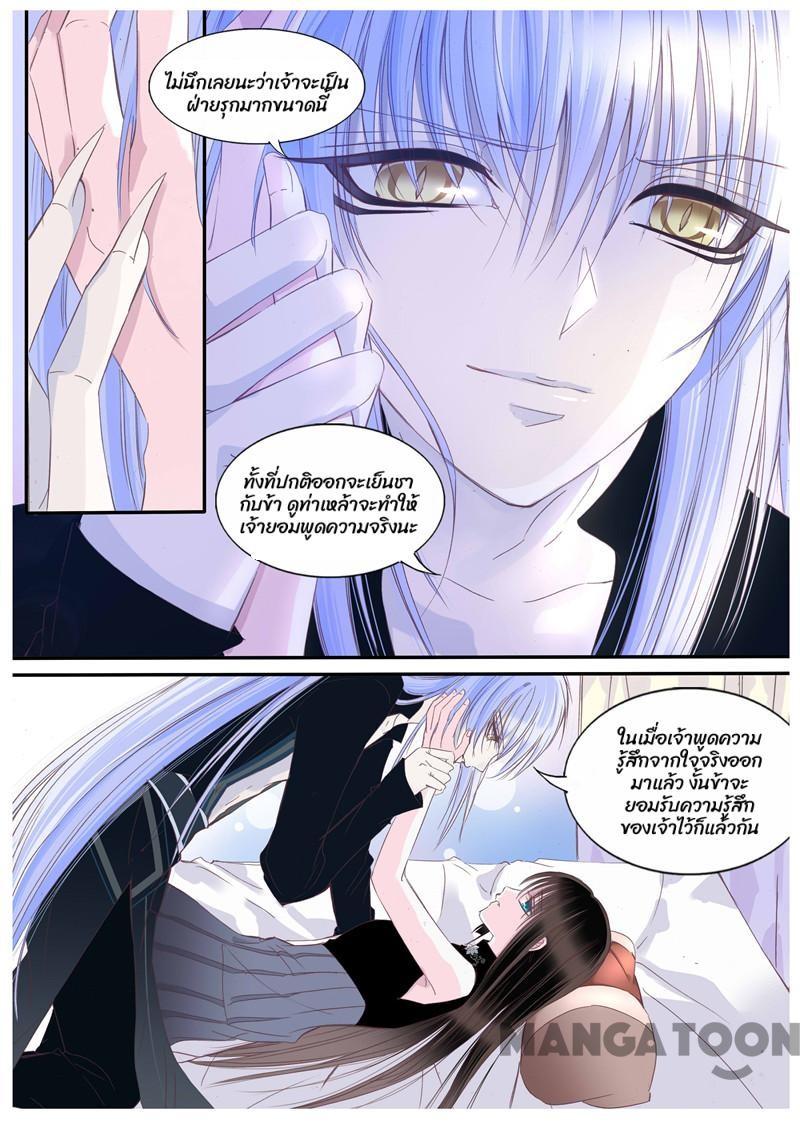 ไม่นึกเลยนะว่าเจ้าจะเป็น
ฝ่ายรุกมากขนาดนี้
ทั้งที่ปกติออกจะเย็นชา
กับข้า ดูท่าเหล้าจะทำให้
เจ้ายอมพูดความจริงนะ
ในเมื่อเจ้าพูดความ
รู้สึกจากใจจริงออก
มาแล้ว งั้นข้าจะ
ยอมรับความรู้สึก
ของเจ้าไว้ก็แล้วกัน
MANGATOON